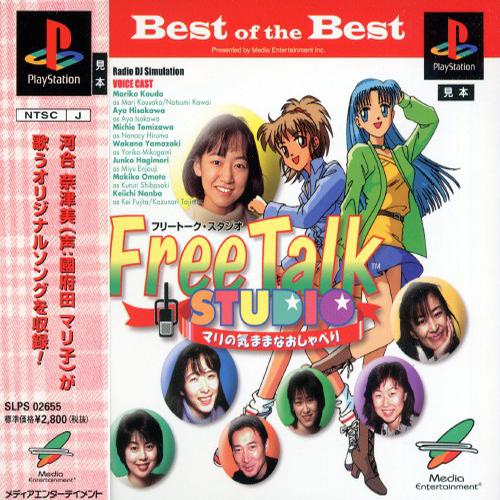 Best of the Best
Presented by Media Entertainment Inc.
PlayStation
見本
NTSC J
河合奈津美(声:國府田マリ子)が
歌うオリジナルソングを収録!
SLPS 02655
標準価格¥2,800(税抜)
Media
Entertainment
メディアエンターテイメント
PlayStation
見本
Radio DJ Simulation
VOICE CAST
Mariko Kouda
as Mari Kousaka/Natsumi Kawai
Aya Hisakawa
as Aya Isokawa
Michie Tomizawa
as Nanacy Hiromo
Wakana Yamazaki
as Yoriko Mikagami
Junko Hagimori
as Miyu Enjouji
Makiko Omoto
as Kururi Shibasaki
Keiichi Nanba
as Kei Fujita/Kazunari Tajima
フリートーク・スタジオ
Free Talk
TM
STUDIO
マリの気ままなおしゃべり
Media
Entertainment